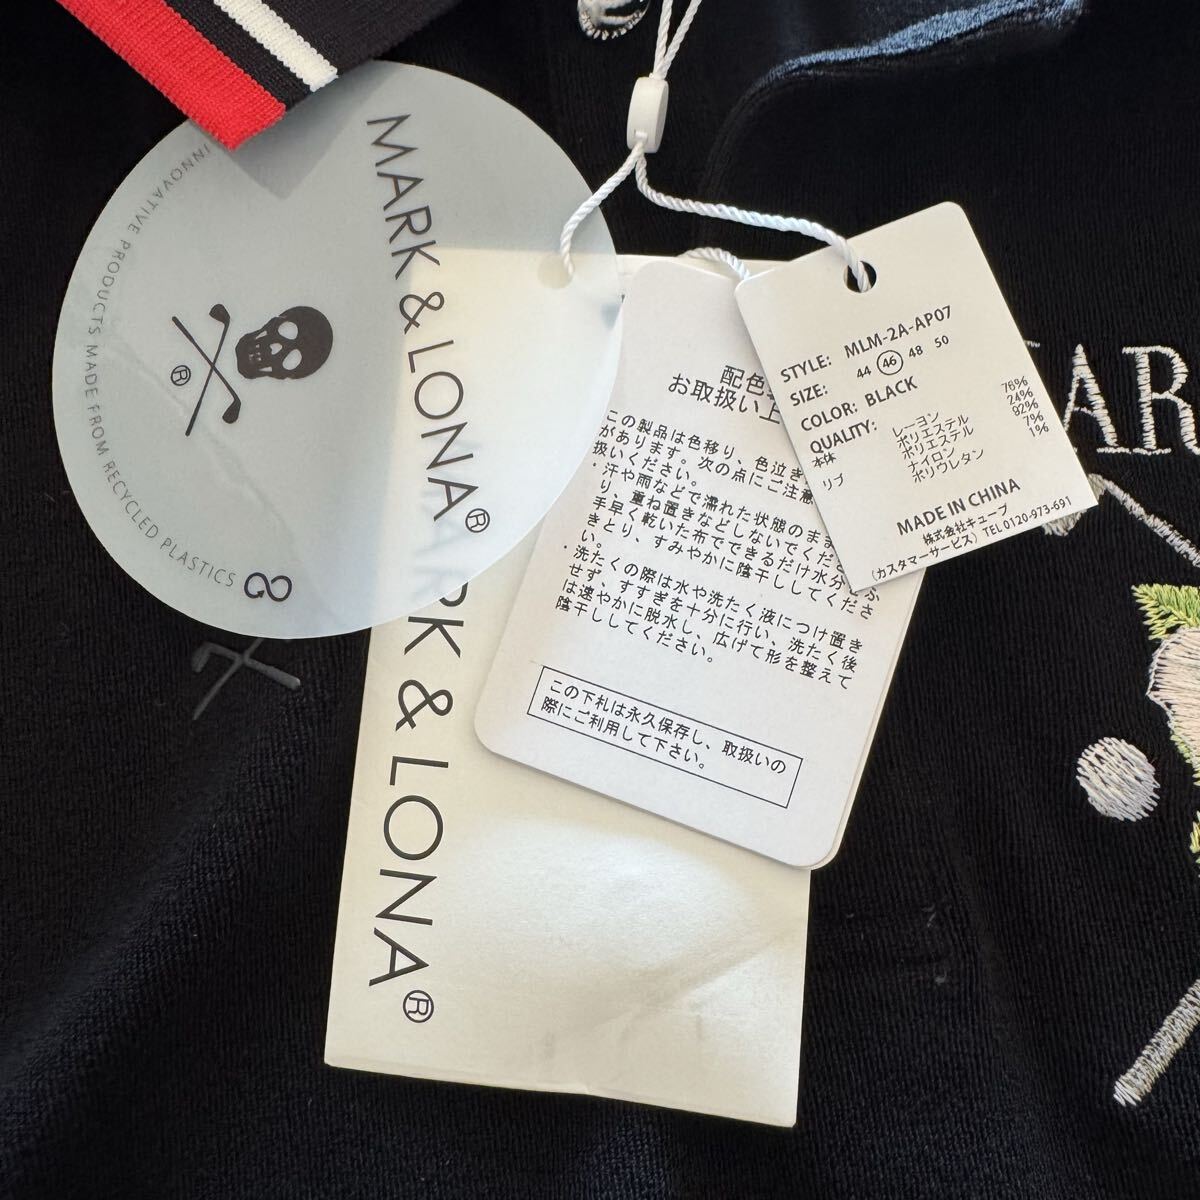 MARK & LONA®
INNOVATIVE PRODUCTS MADE FROM RECYCLED PLASTICS
®
MARK & LONA®
配色
お取扱い上
この製品は色移り、色泣き
があります。次の点にご注意
扱いください。
・汗や雨などで濡れた状態のまま
り、重ね置きなどしないでくだ
手早く乾いた布でできるだけ水分 ふ
きとり、すみやかに陰干ししてくださ
い。
・洗たくの際は水や洗たく液につけ置き
せず、すすぎを十分に行い、洗たく後
は速やかに脱水し、広げて形を整えて
陰干ししてください。
この下札は永久保存し、取扱いの
際にご利用して下さい。
STYLE: MLM-2A-AP07
SIZE: 44 46 48 50
COLOR: BLACK
QUALITY:
本体 レーヨン 76%
ポリエステル 24%
リブ ポリエステル 92%
ナイロン 7%
ポリウレタン 1%
MADE IN CHINA
株式会社キューブ
(カスタマーサービス) TEL 0120-973-691
AR